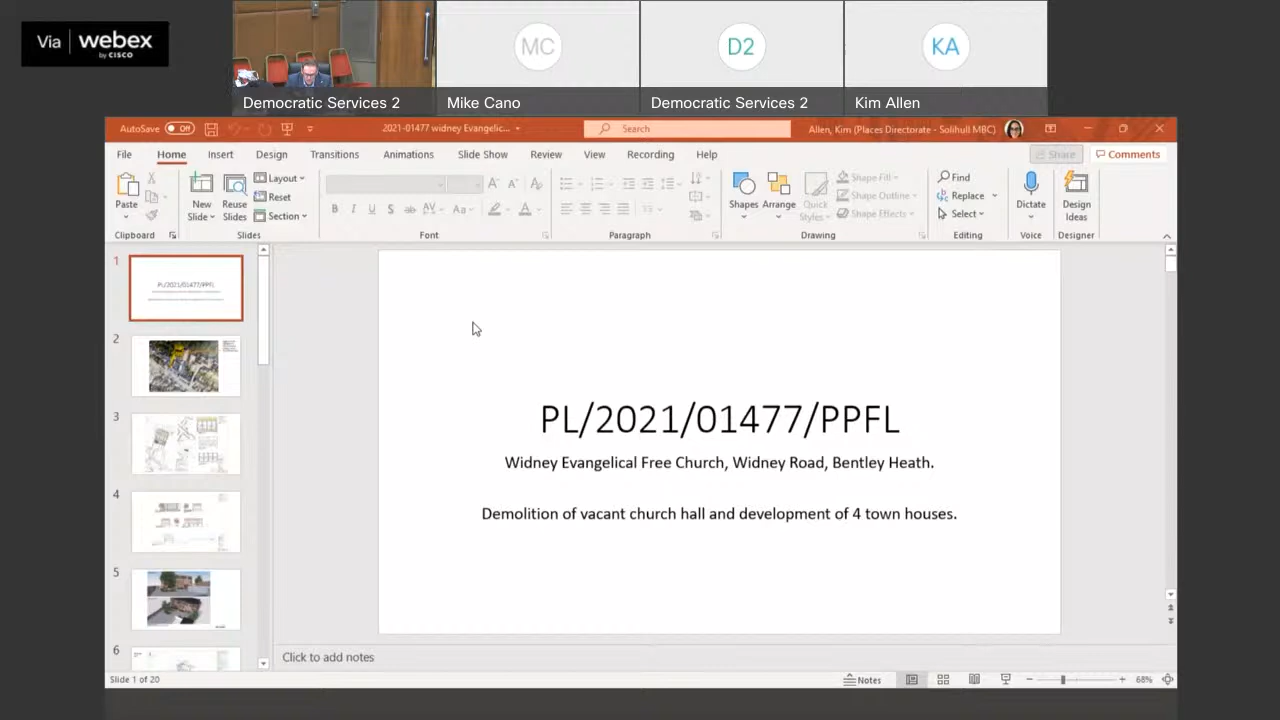 Via webex
by CISCO
MC
D2
KA
Democratic Services 2
Mike Cano
Democratic Services 2
Kim Allen
AutoSave Off
2021-01477 widney Evangelic...
Search
Allen, Kim (Places Directorate - Solihull MBC)
File Home Insert Design Transitions Animations Slide Show Review View Recording Help
Share Comments
Paste
New Slides
Reuse Slides
Layout
Reset
Section
Shapes Arrange
Quick Styles
Shape Fill
Shape Outline
Shape Effects
Find
Replace
Select
Dictate
Design Ideas
Clipboard Slides Font Paragraph Drawing Editing Voice Designer
1
PL/2021/01477/PPFL
2
3
4
5
6
PL/2021/01477/PPFL
Widney Evangelical Free Church, Widney Road, Bentley Heath.
Demolition of vacant church hall and development of 4 town houses.
Click to add notes
Slide 1 of 20
Notes
68%